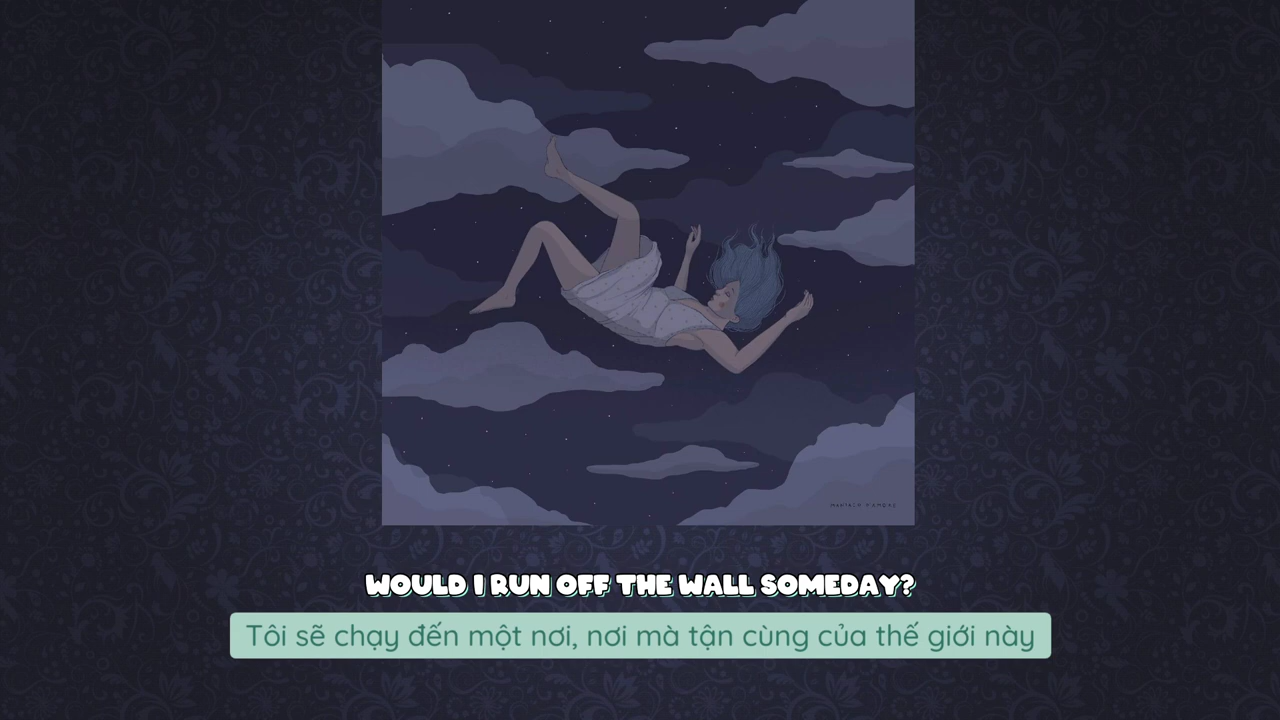 WOULD I RUN OFF THE WALL SOMEDAY?
Tôi sẽ chạy đến một nơi, nơi mà tận cùng của thế giới này